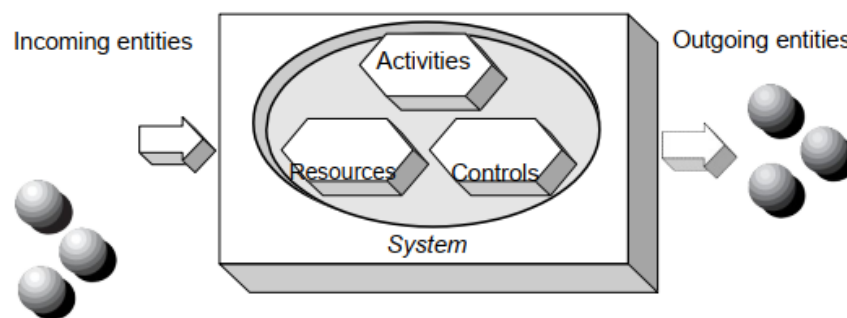 Incoming entities
Outgoing entities
Activities
Resources
Controls
System